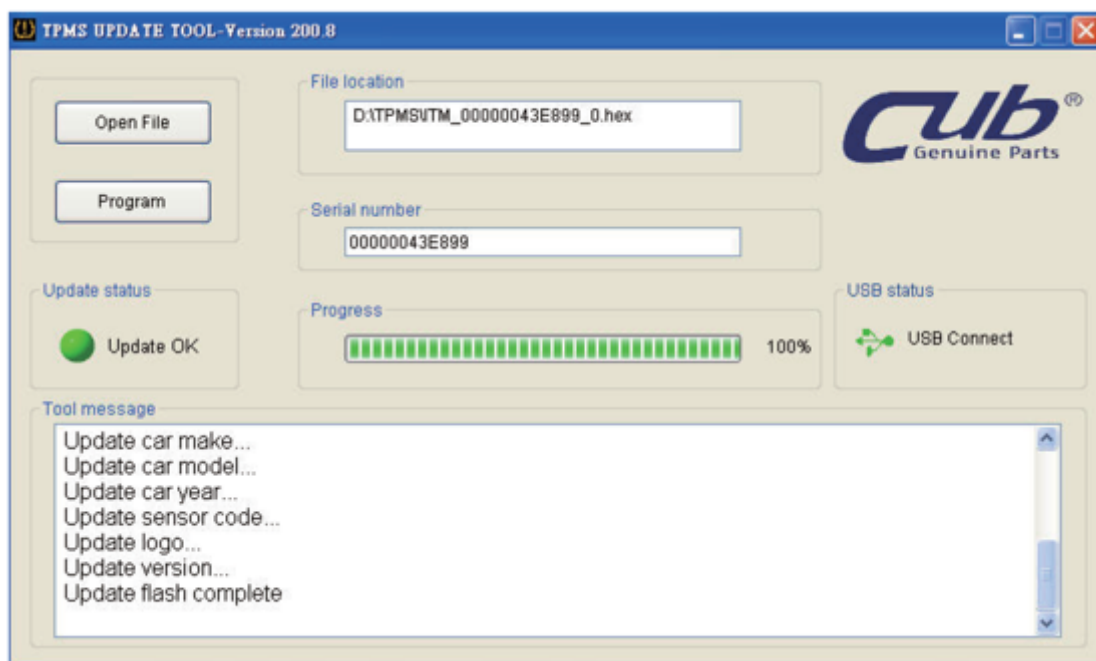 TPMS UPDATE TOOL-Version 200.8
File location
Open File
D:\TPMS\ITM_00000043E899_0.hex
cub®
Genuine Parts
Program
Serial number
00000043E899
Update status
Update OK
Progress
100%
USB status
USB Connect
Tool message
Update car make...
Update car model...
Update car year...
Update sensor code...
Update logo...
Update version...
Update flash complete